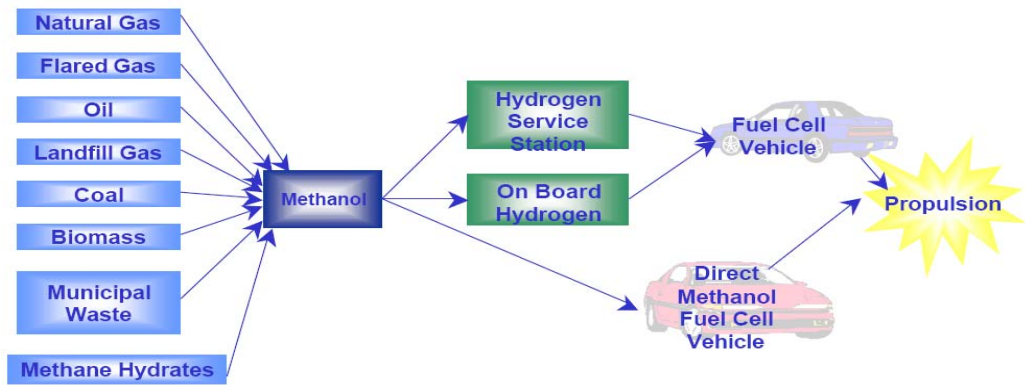 Natural Gas
Flared Gas
Oil
Landfill Gas
Coal
Biomass
Municipal
Waste
Methane Hydrates
Methanol
Hydrogen
Service
Station
On Board
Hydrogen
Fuel Cell
Vehicle
Direct
Methanol
Fuel Cell
Vehicle
Propulsion